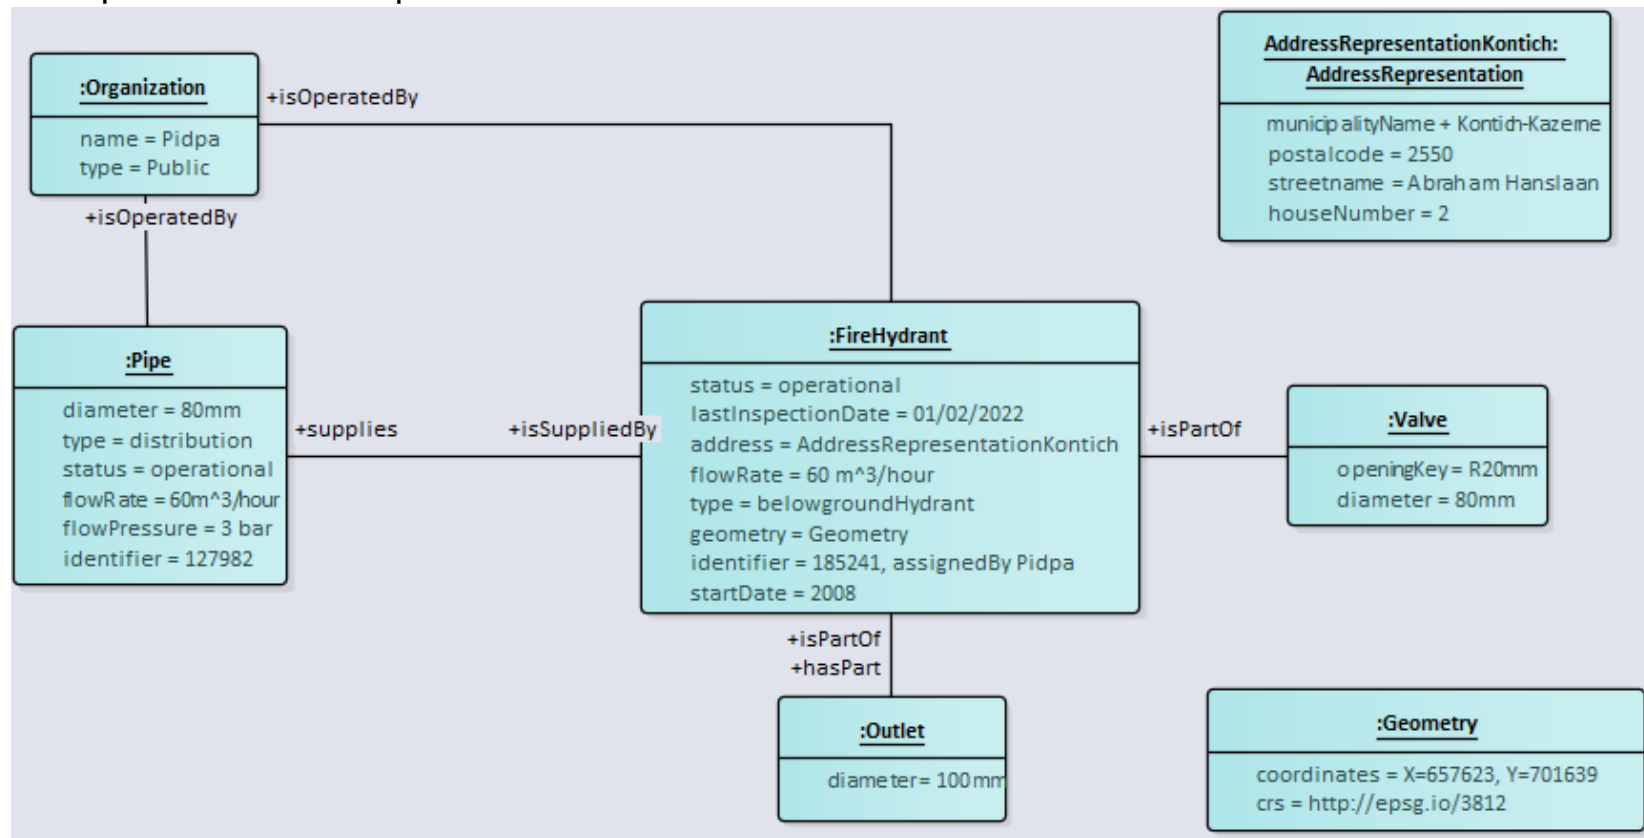 :Organization
name = Pidpa
type = Public
+isOperatedBy
+isOperatedBy
AddressRepresentationKontich:
AddressRepresentation
municipalityName + Kontich-Kazerne
postalcode = 2550
streetname = Abraham Hanslaan
houseNumber = 2
:Pipe
diameter = 80mm
type = distribution
status = operational
flowRate = 60m^3/hour
flowPressure = 3 bar
identifier = 127982
+supplies
+isSuppliedBy
:FireHydrant
status = operational
lastInspectionDate = 01/02/2022
address = AddressRepresentationKontich
flowRate = 60 m^3/hour
type = belowgroundHydrant
geometry = Geometry
identifier = 185241, assignedBy Pidpa
startDate = 2008
+isPartOf
:Valve
openingKey = R20mm
diameter = 80mm
+isPartOf
+hasPart
:Outlet
diameter= 100mm
:Geometry
coordinates = X=657623, Y=701639
crs = http://epsg.io/3812